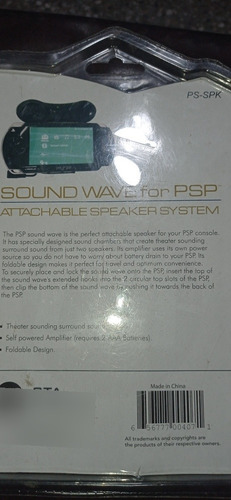 PS-SPK
SOUND WAVE for PSP
ATTACHABLE SPEAKER SYSTEM
The PSP sound wave is the perfect attachable speaker for your PSP console.
It has specially designed sound chambers that create theater sounding
surround sound from just two speakers. Its amplifier uses its own power
source so you do not have to worry about battery drain to your PSP. Its
foldable design makes it perfect for travel and optimum convenience.
To securely place and lock the sound wave onto the PSP, insert the top of
the sound wave's extended hooks into the 2 circular top slots of the PSP,
then clip the bottom of the sound wave by pushing it towards the back of
the PSP.
• Theater sounding surround sound
• Self powered Amplifier (requires 2 AAA Batteries)
• Foldable Design
Made in China
6 56777 00407 1
All trademarks and copyrights are
the products of their respective owners.